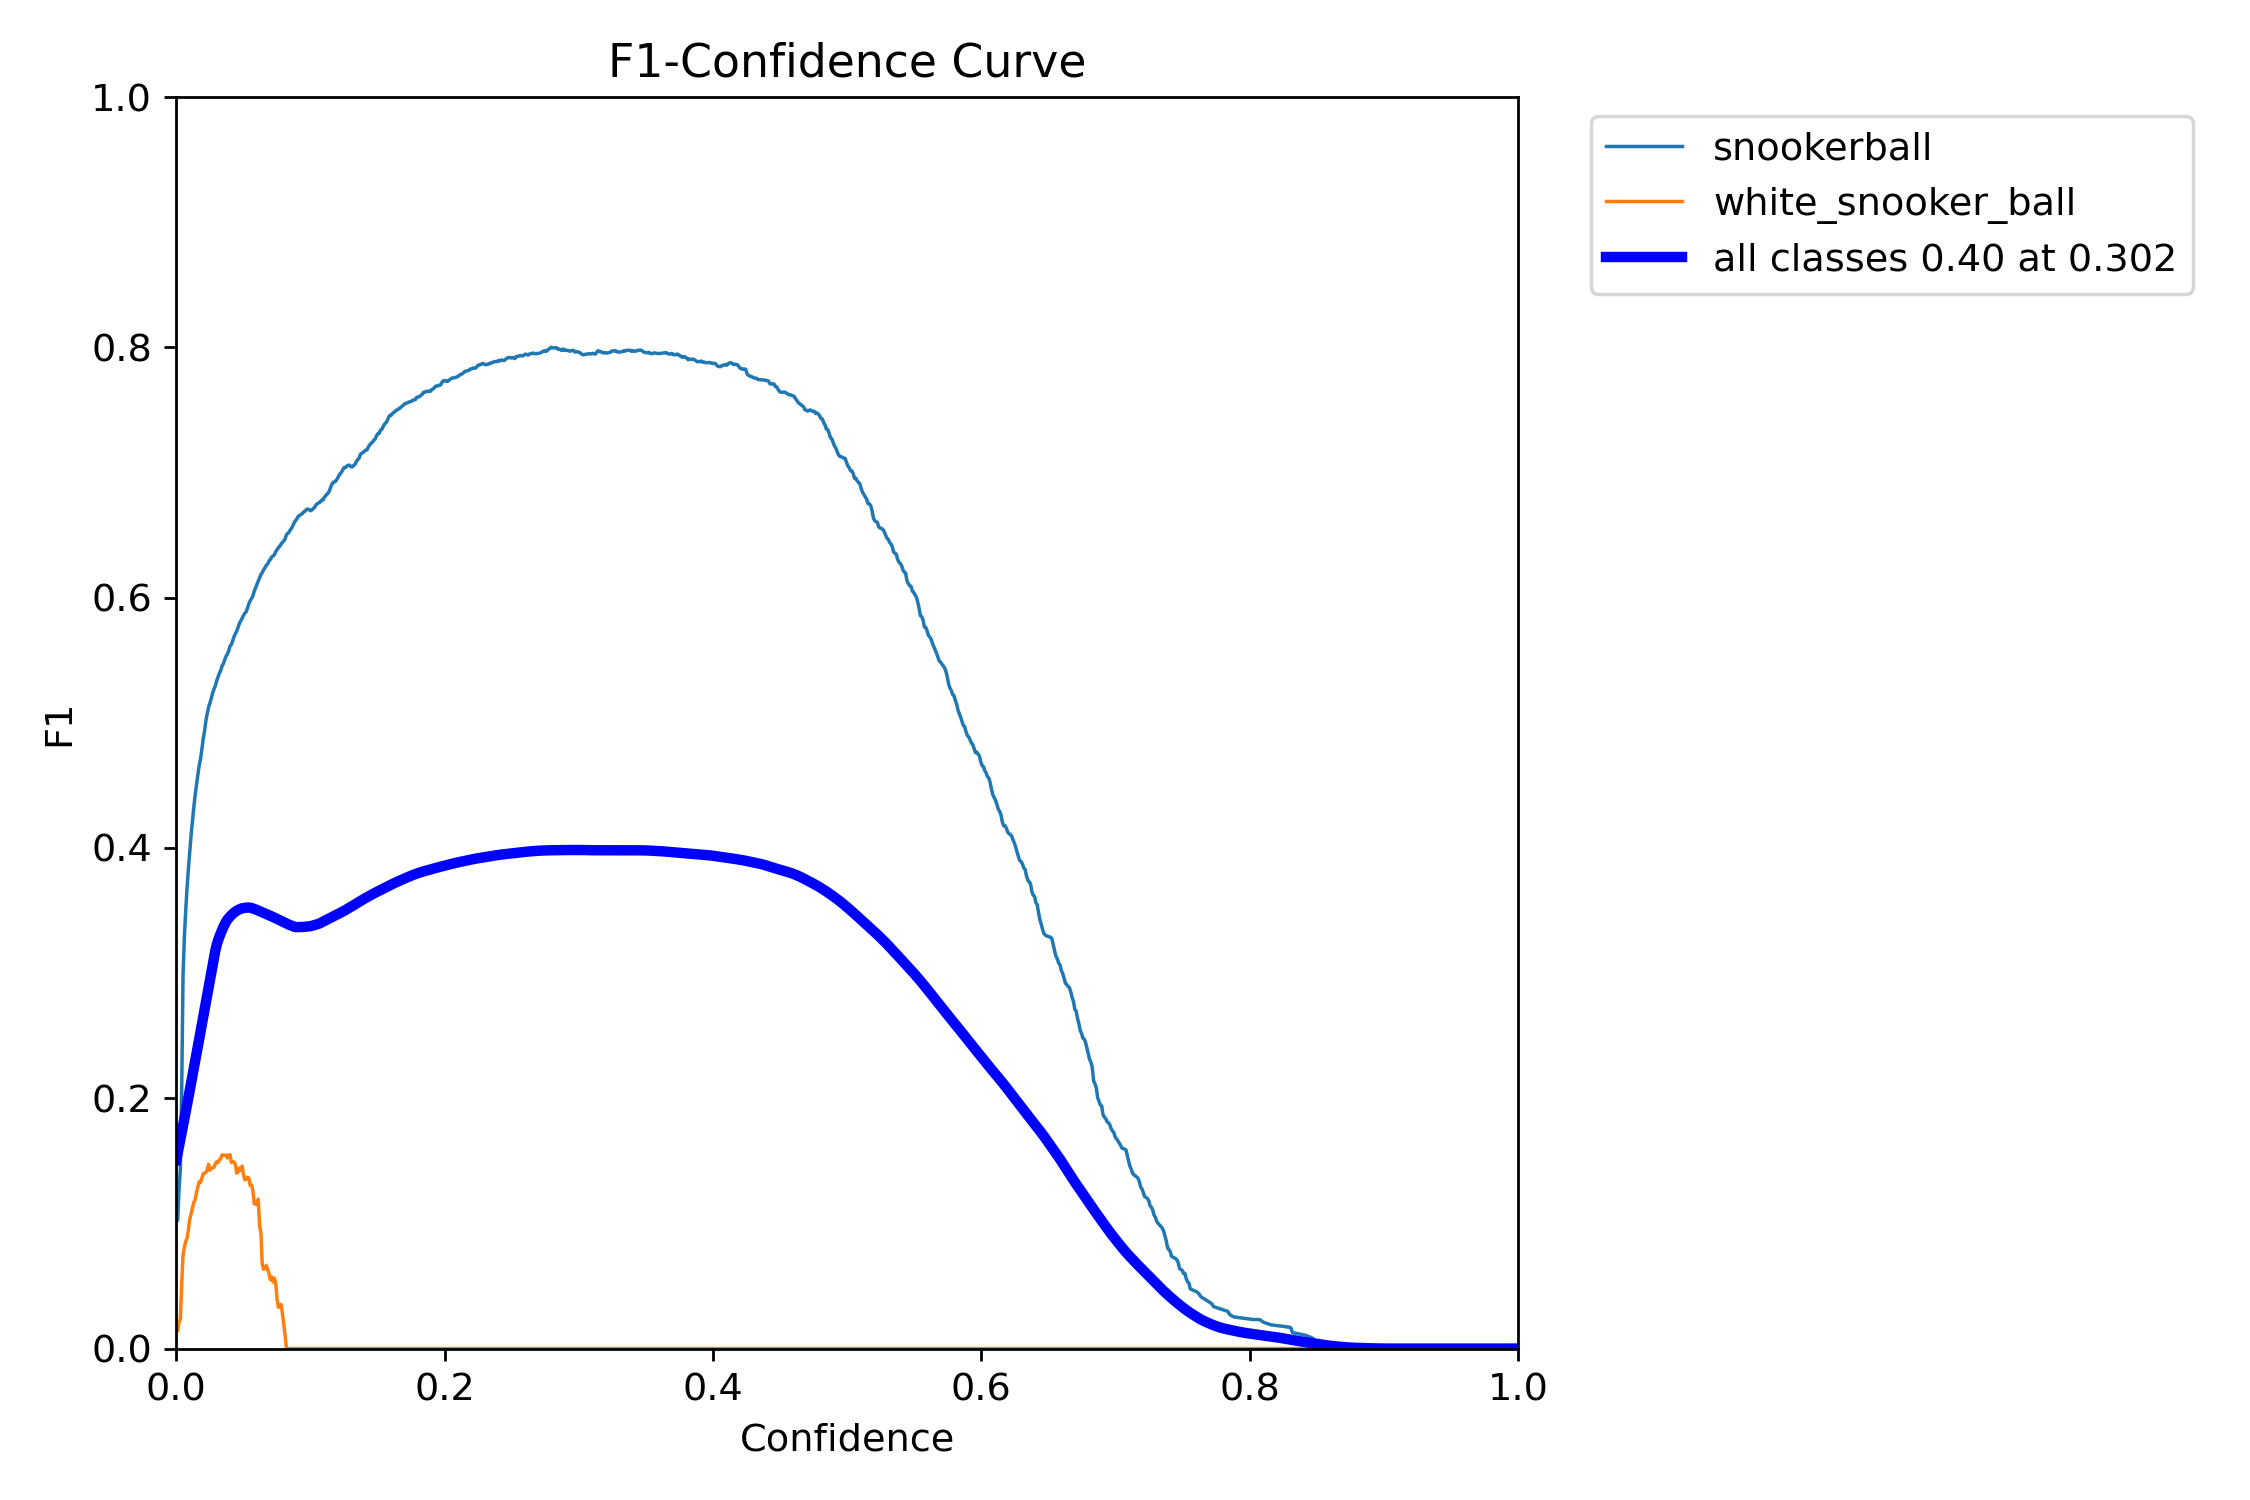 F1-Confidence Curve
1.0
0.8
0.6
0.4
0.2
0.0
F1
0.0 0.2 0.4 0.6 0.8 1.0
Confidence
snookerball
white_snooker_ball
all classes 0.40 at 0.302